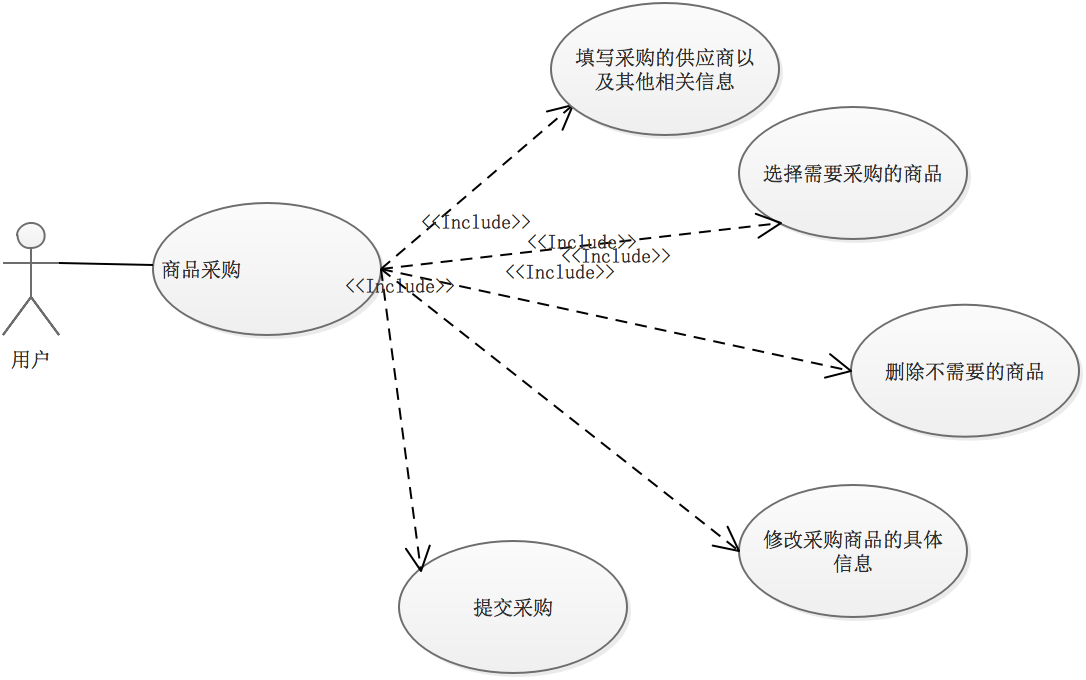 填写采购的供应商以
及其他相关信息
选择需要采购的商品
<<Include>>
<<Include>>
<<Include>>
<<Include>>
<<Include>>
商品采购
用户
删除不需要的商品
修改采购商品的具体
信息
提交采购